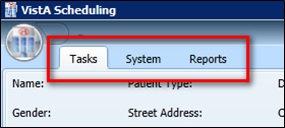 VistA Scheduling
Tasks System Reports
Name: Patient Type: D
Gender: Street Address: C